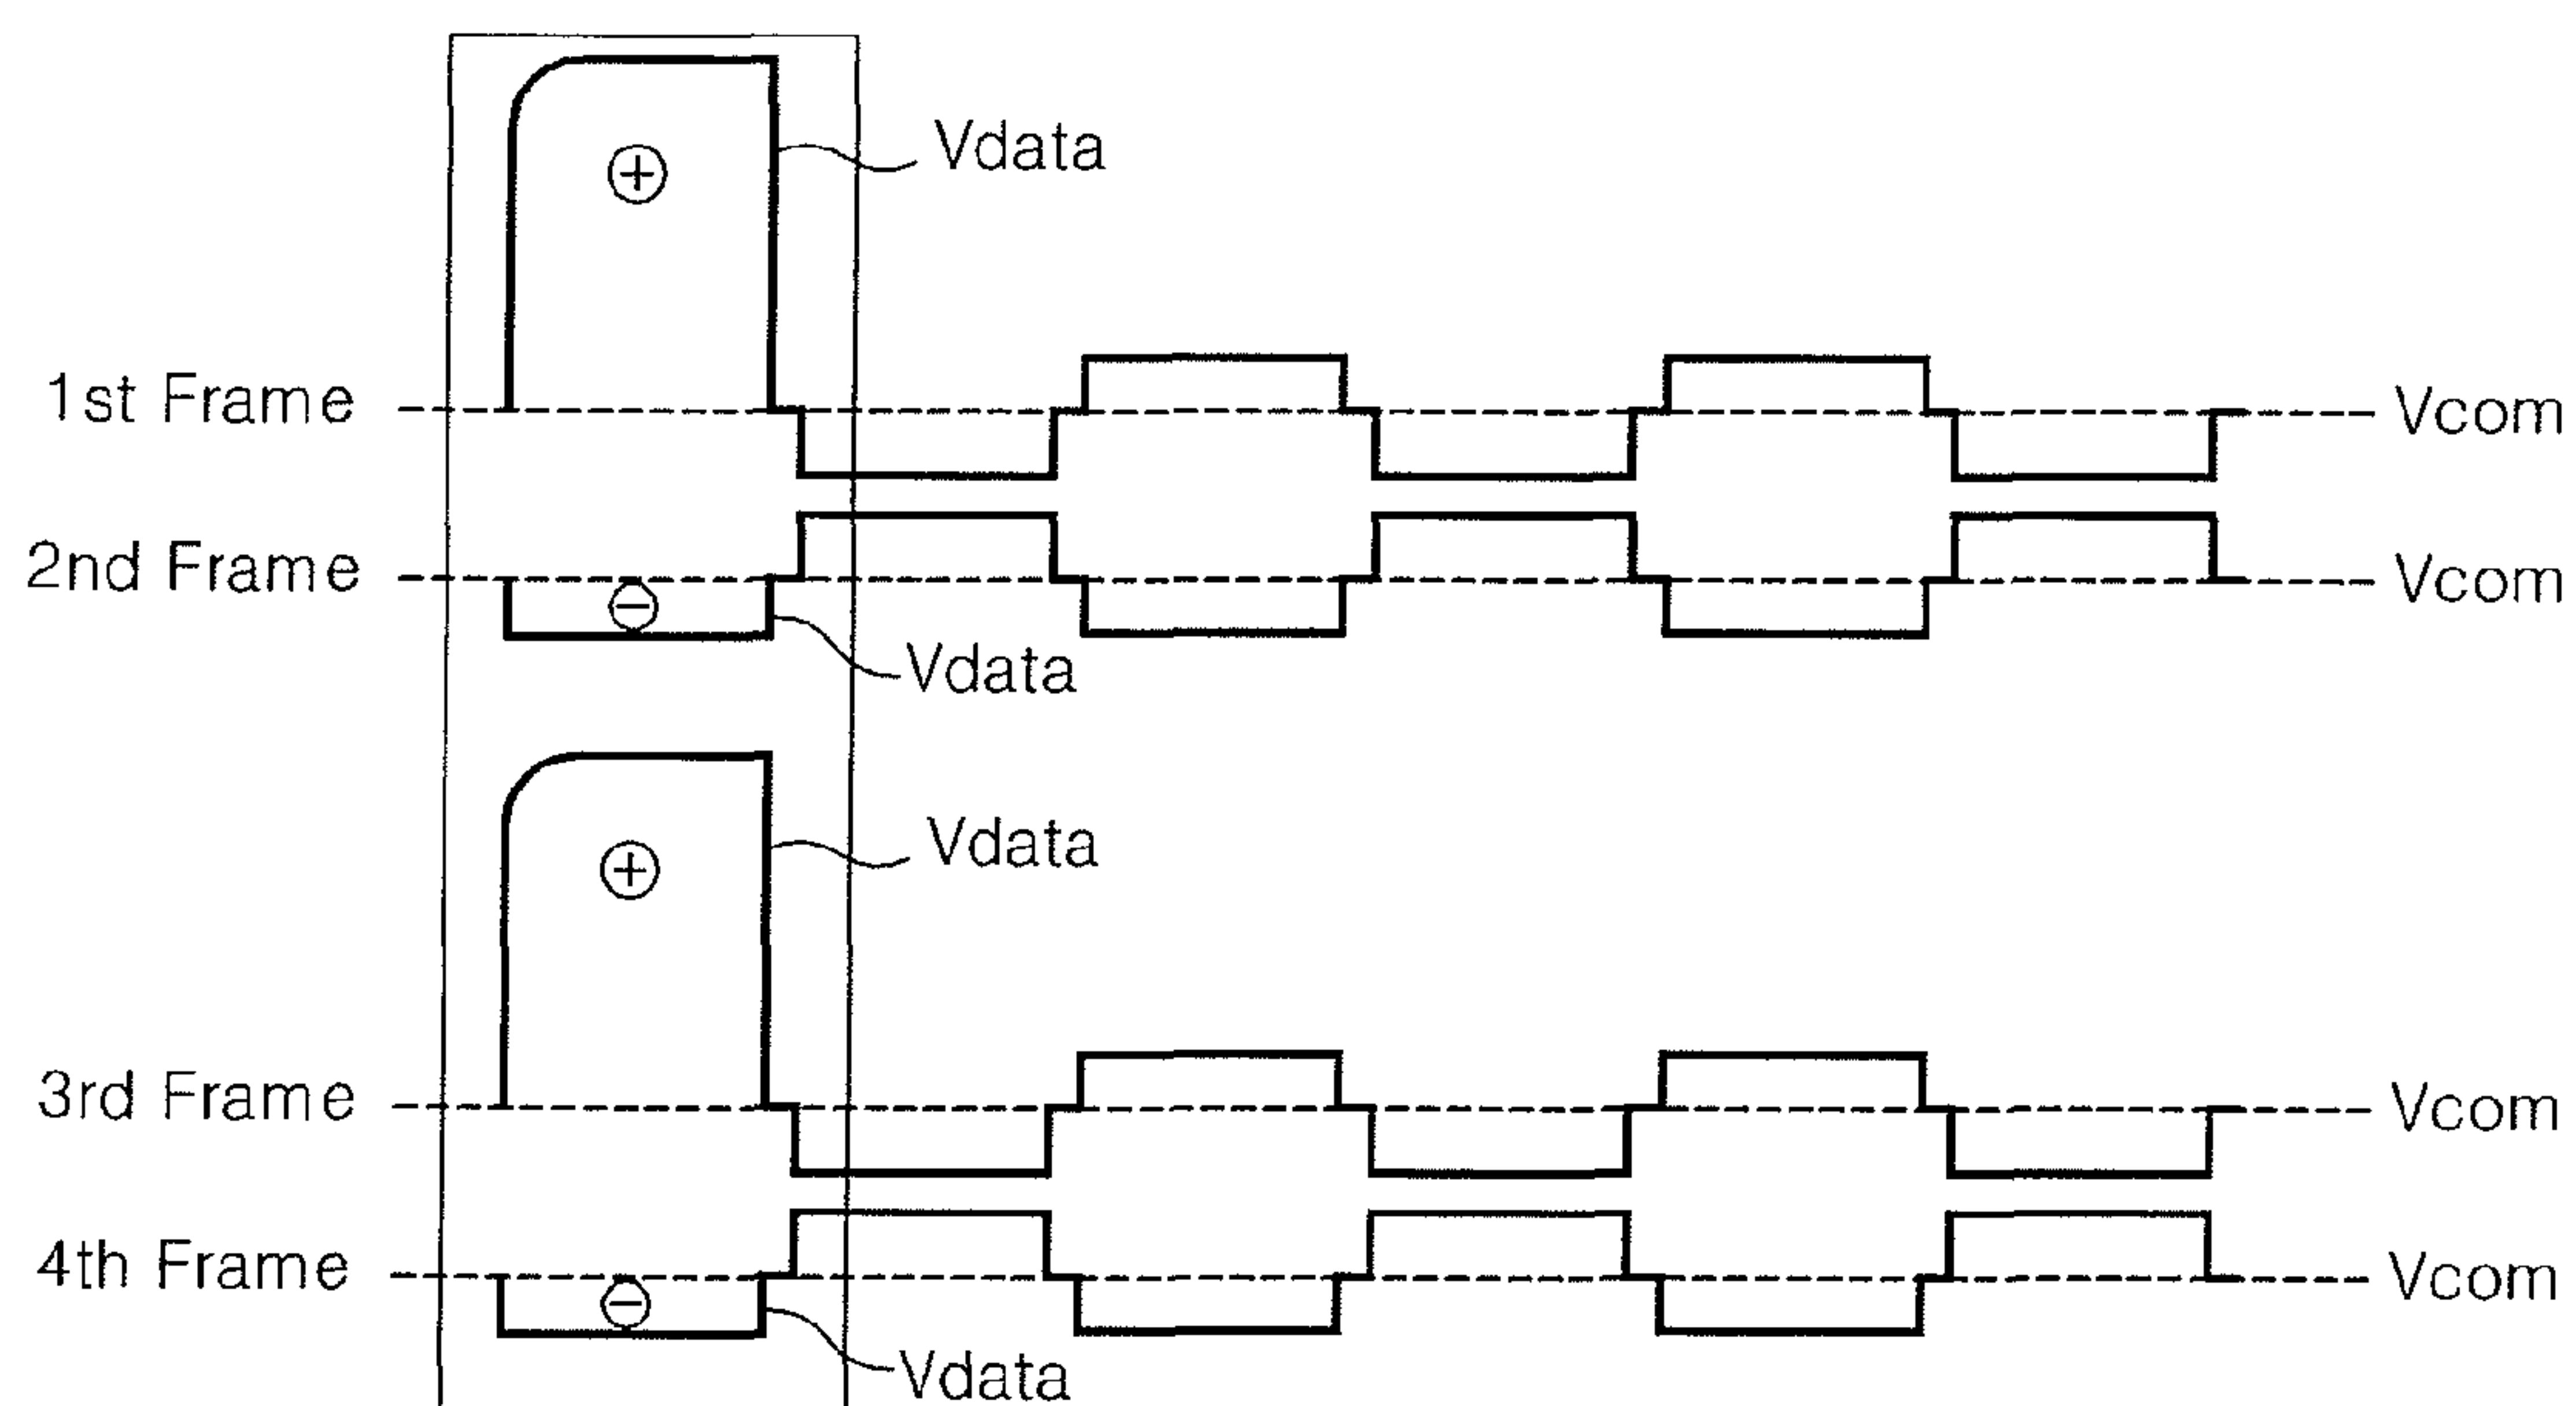 Vdata
1st Frame Vcom
2nd Frame Vcom
Vdata
Vdata
3rd Frame Vcom
4th Frame Vcom
Vdata